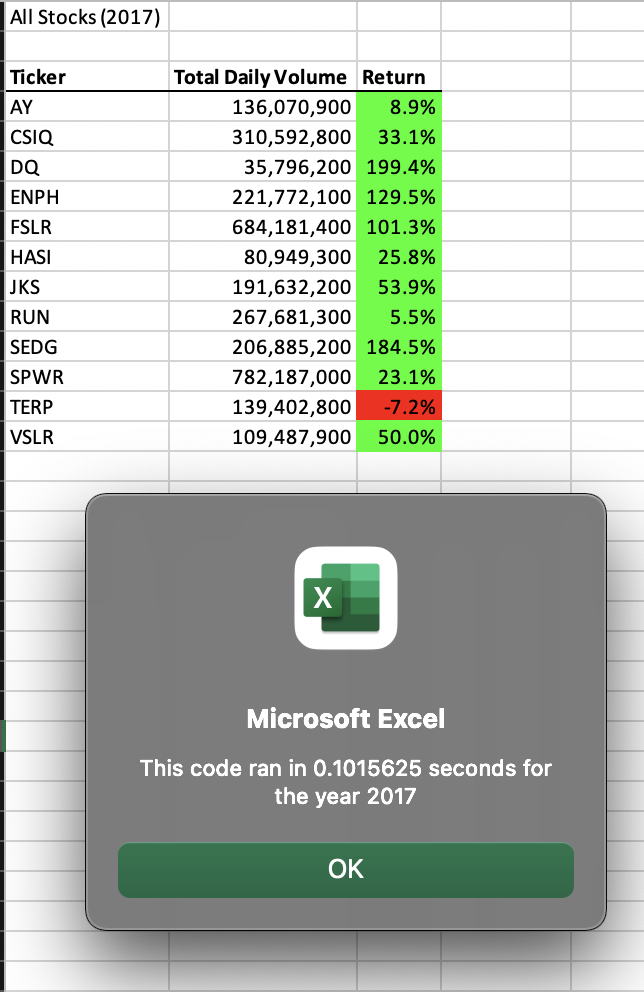 All Stocks (2017)
Ticker Total Daily Volume Return
AY 136,070,900 8.9%
CSIQ 310,592,800 33.1%
DQ 35,796,200 199.4%
ENPH 221,772,100 129.5%
FSLR 684,181,400 101.3%
HASI 80,949,300 25.8%
JKS 191,632,200 53.9%
RUN 267,681,300 5.5%
SEDG 206,885,200 184.5%
SPWR 782,187,000 23.1%
TERP 139,402,800 -7.2%
VSLR 109,487,900 50.0%
X
Microsoft Excel
This code ran in 0.1015625 seconds for
the year 2017
OK